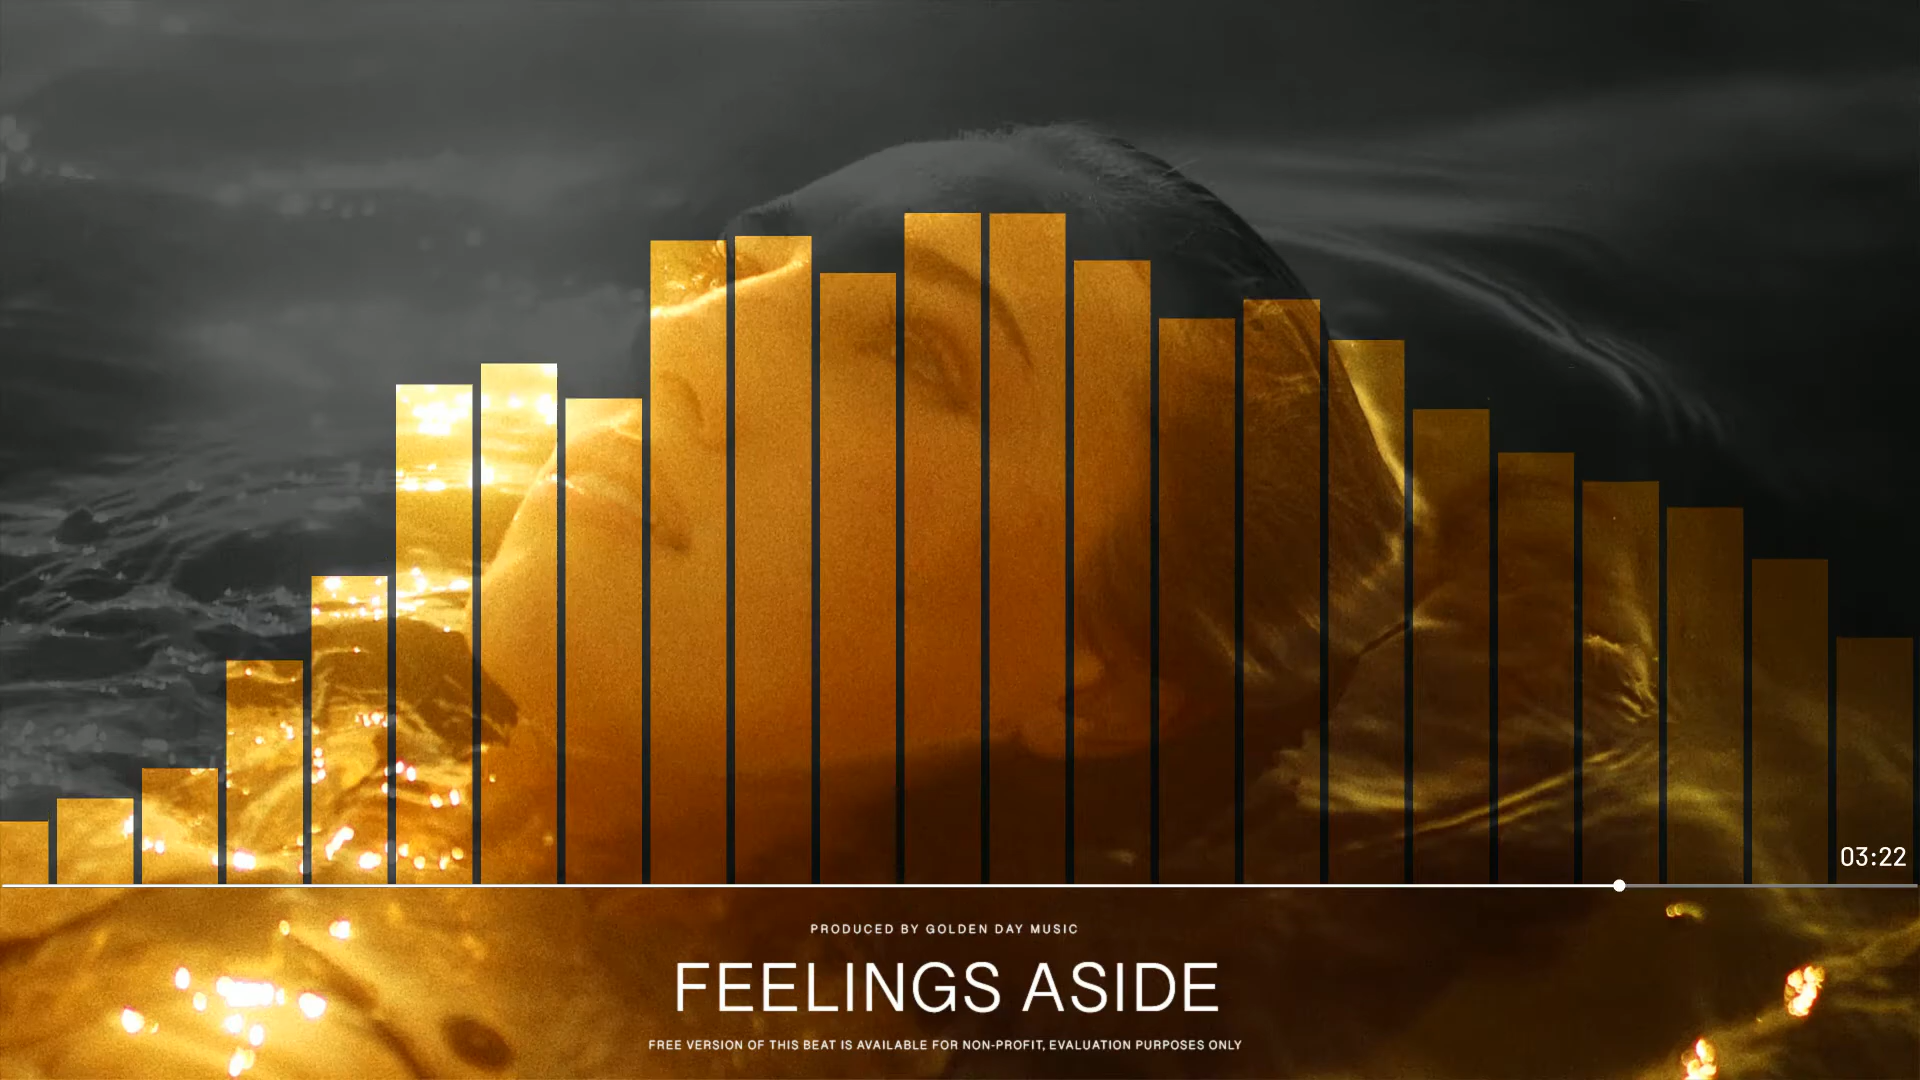 03:22
PRODUCED BY GOLDEN DAY MUSIC
FEELINGS ASIDE
FREE VERSION OF THIS BEAT IS AVAILABLE FOR NON-PROFIT, EVALUATION PURPOSES ONLY